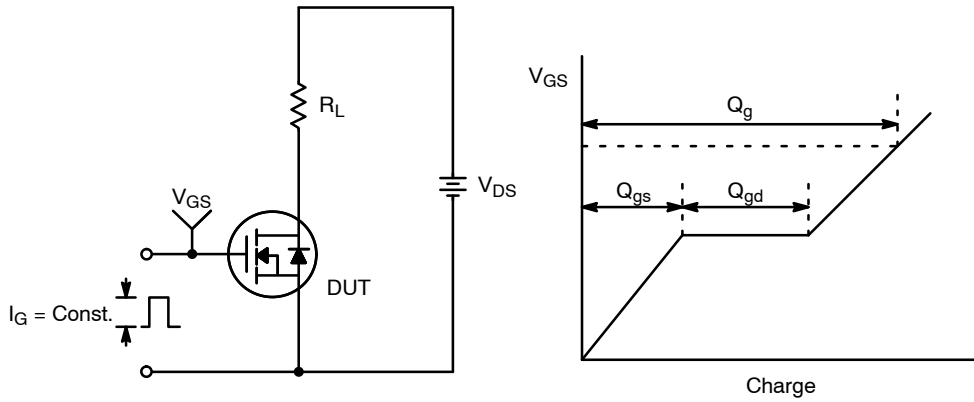 R_L
V_GS
V_DS
DUT
I_G = Const.
V_GS
Q_g
Q_gs
Q_gd
Charge